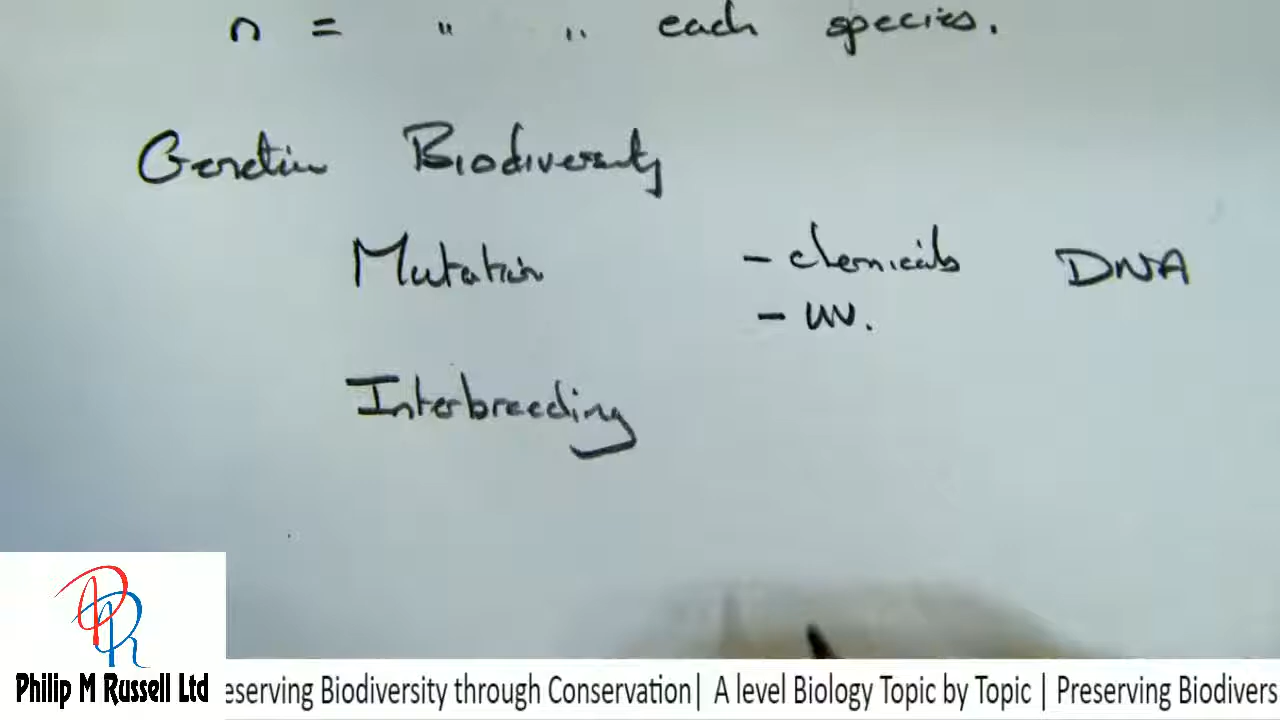 n = " " each species.
Genetic Biodiversity
Mutation - chemicals DNA
- UV.
Interbreeding
PR
Philip M Russell Ltd
eserving Biodiversity through Conservation| A level Biology Topic by Topic | Preserving Biodivers